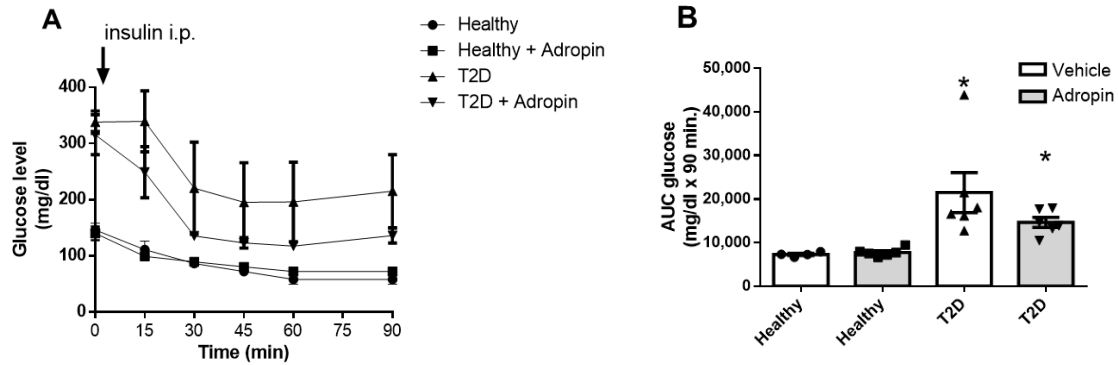 A
insulin i.p.
Healthy
Healthy + Adropin
T2D
T2D + Adropin
Glucose level
(mg/dl)
400
300
200
100
0
0 15 30 45 60 75 90
Time (min)
B
Vehicle
Adropin
AUC glucose
(mg/dl x 90 min.)
50,000
40,000
30,000
20,000
10,000
0
*
*
Healthy
Healthy
T2D
T2D